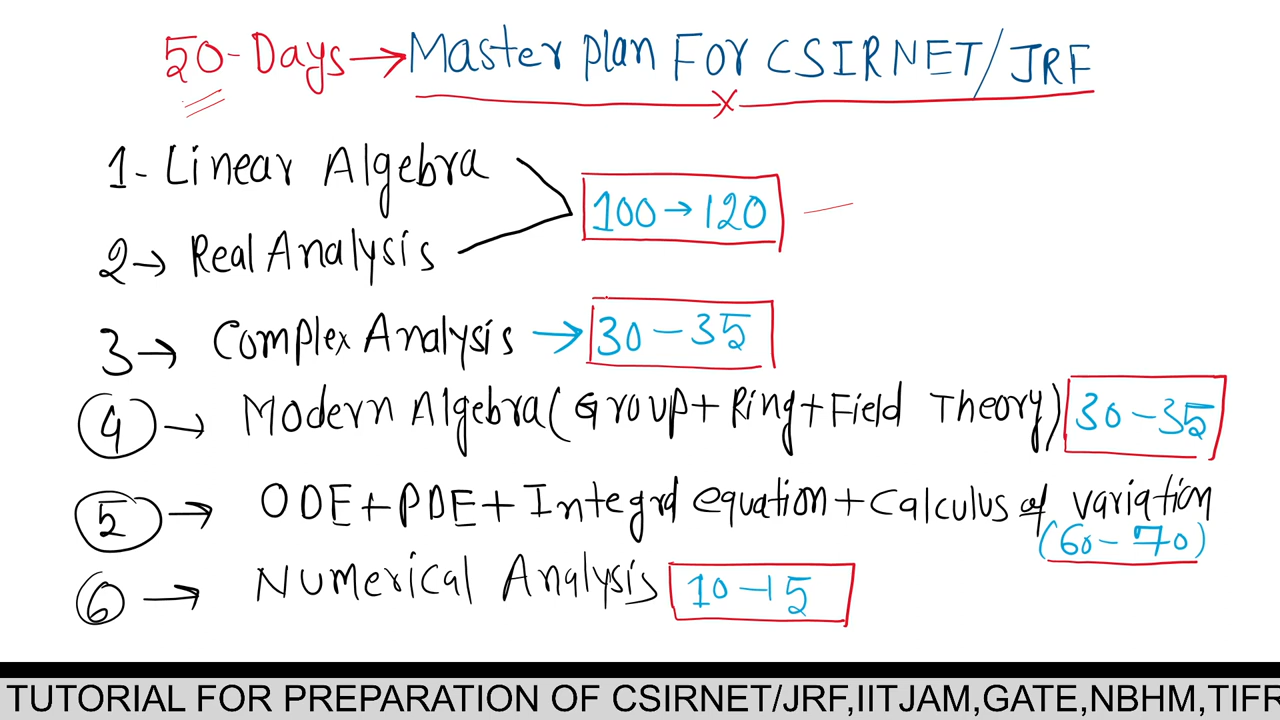 50-Days→Master plan FOr CSIRNET/JRF
1- Linear Algebra
100→120
2→ Real Analysis
3→ Complex Analysis → 30-35
4→ Modern Algebra(Group+Ring+Field Theory) 30-35
5→ ODE+PDE+Integral equation+Calculus of variation
(60-70)
6→ Numerical Analysis 10-15
TUTORIAL FOR PREPARATION OF CSIRNET/JRF,IITJAM,GATE,NBHM,TIFR